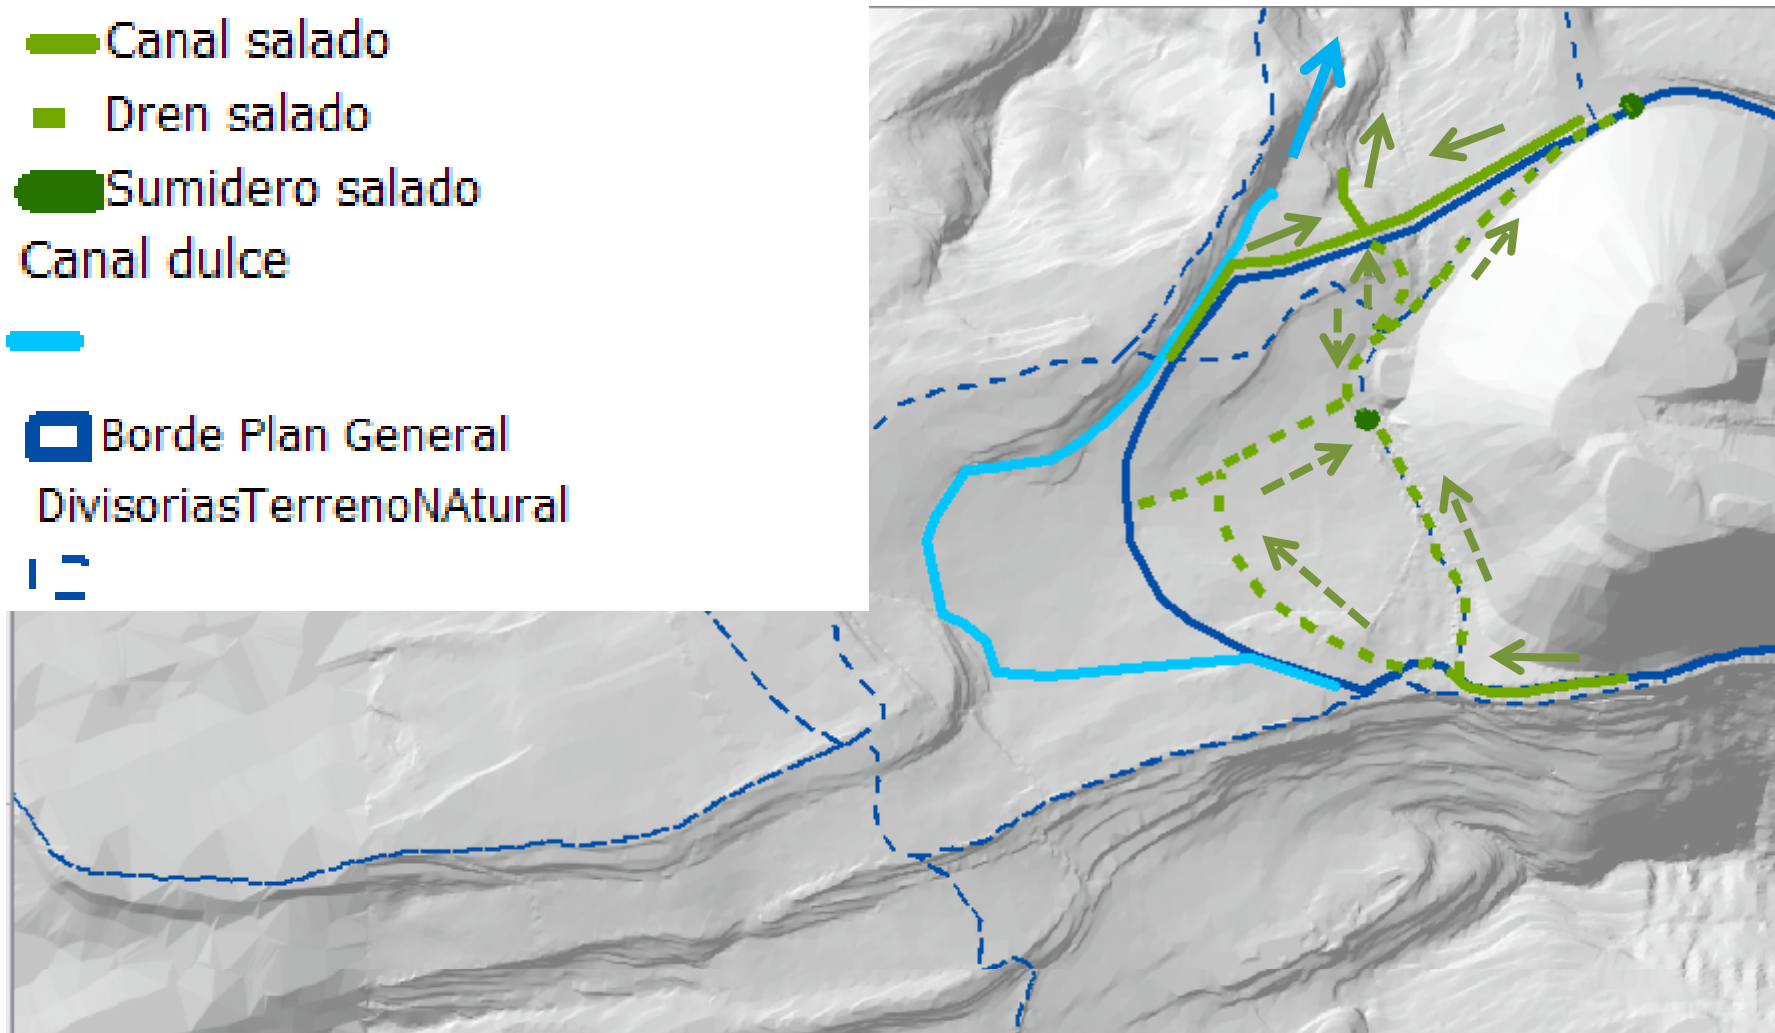 Canal salado
Dren salado
Sumidero salado
Canal dulce
Borde Plan General
DivisoriasTerrenoNAtural